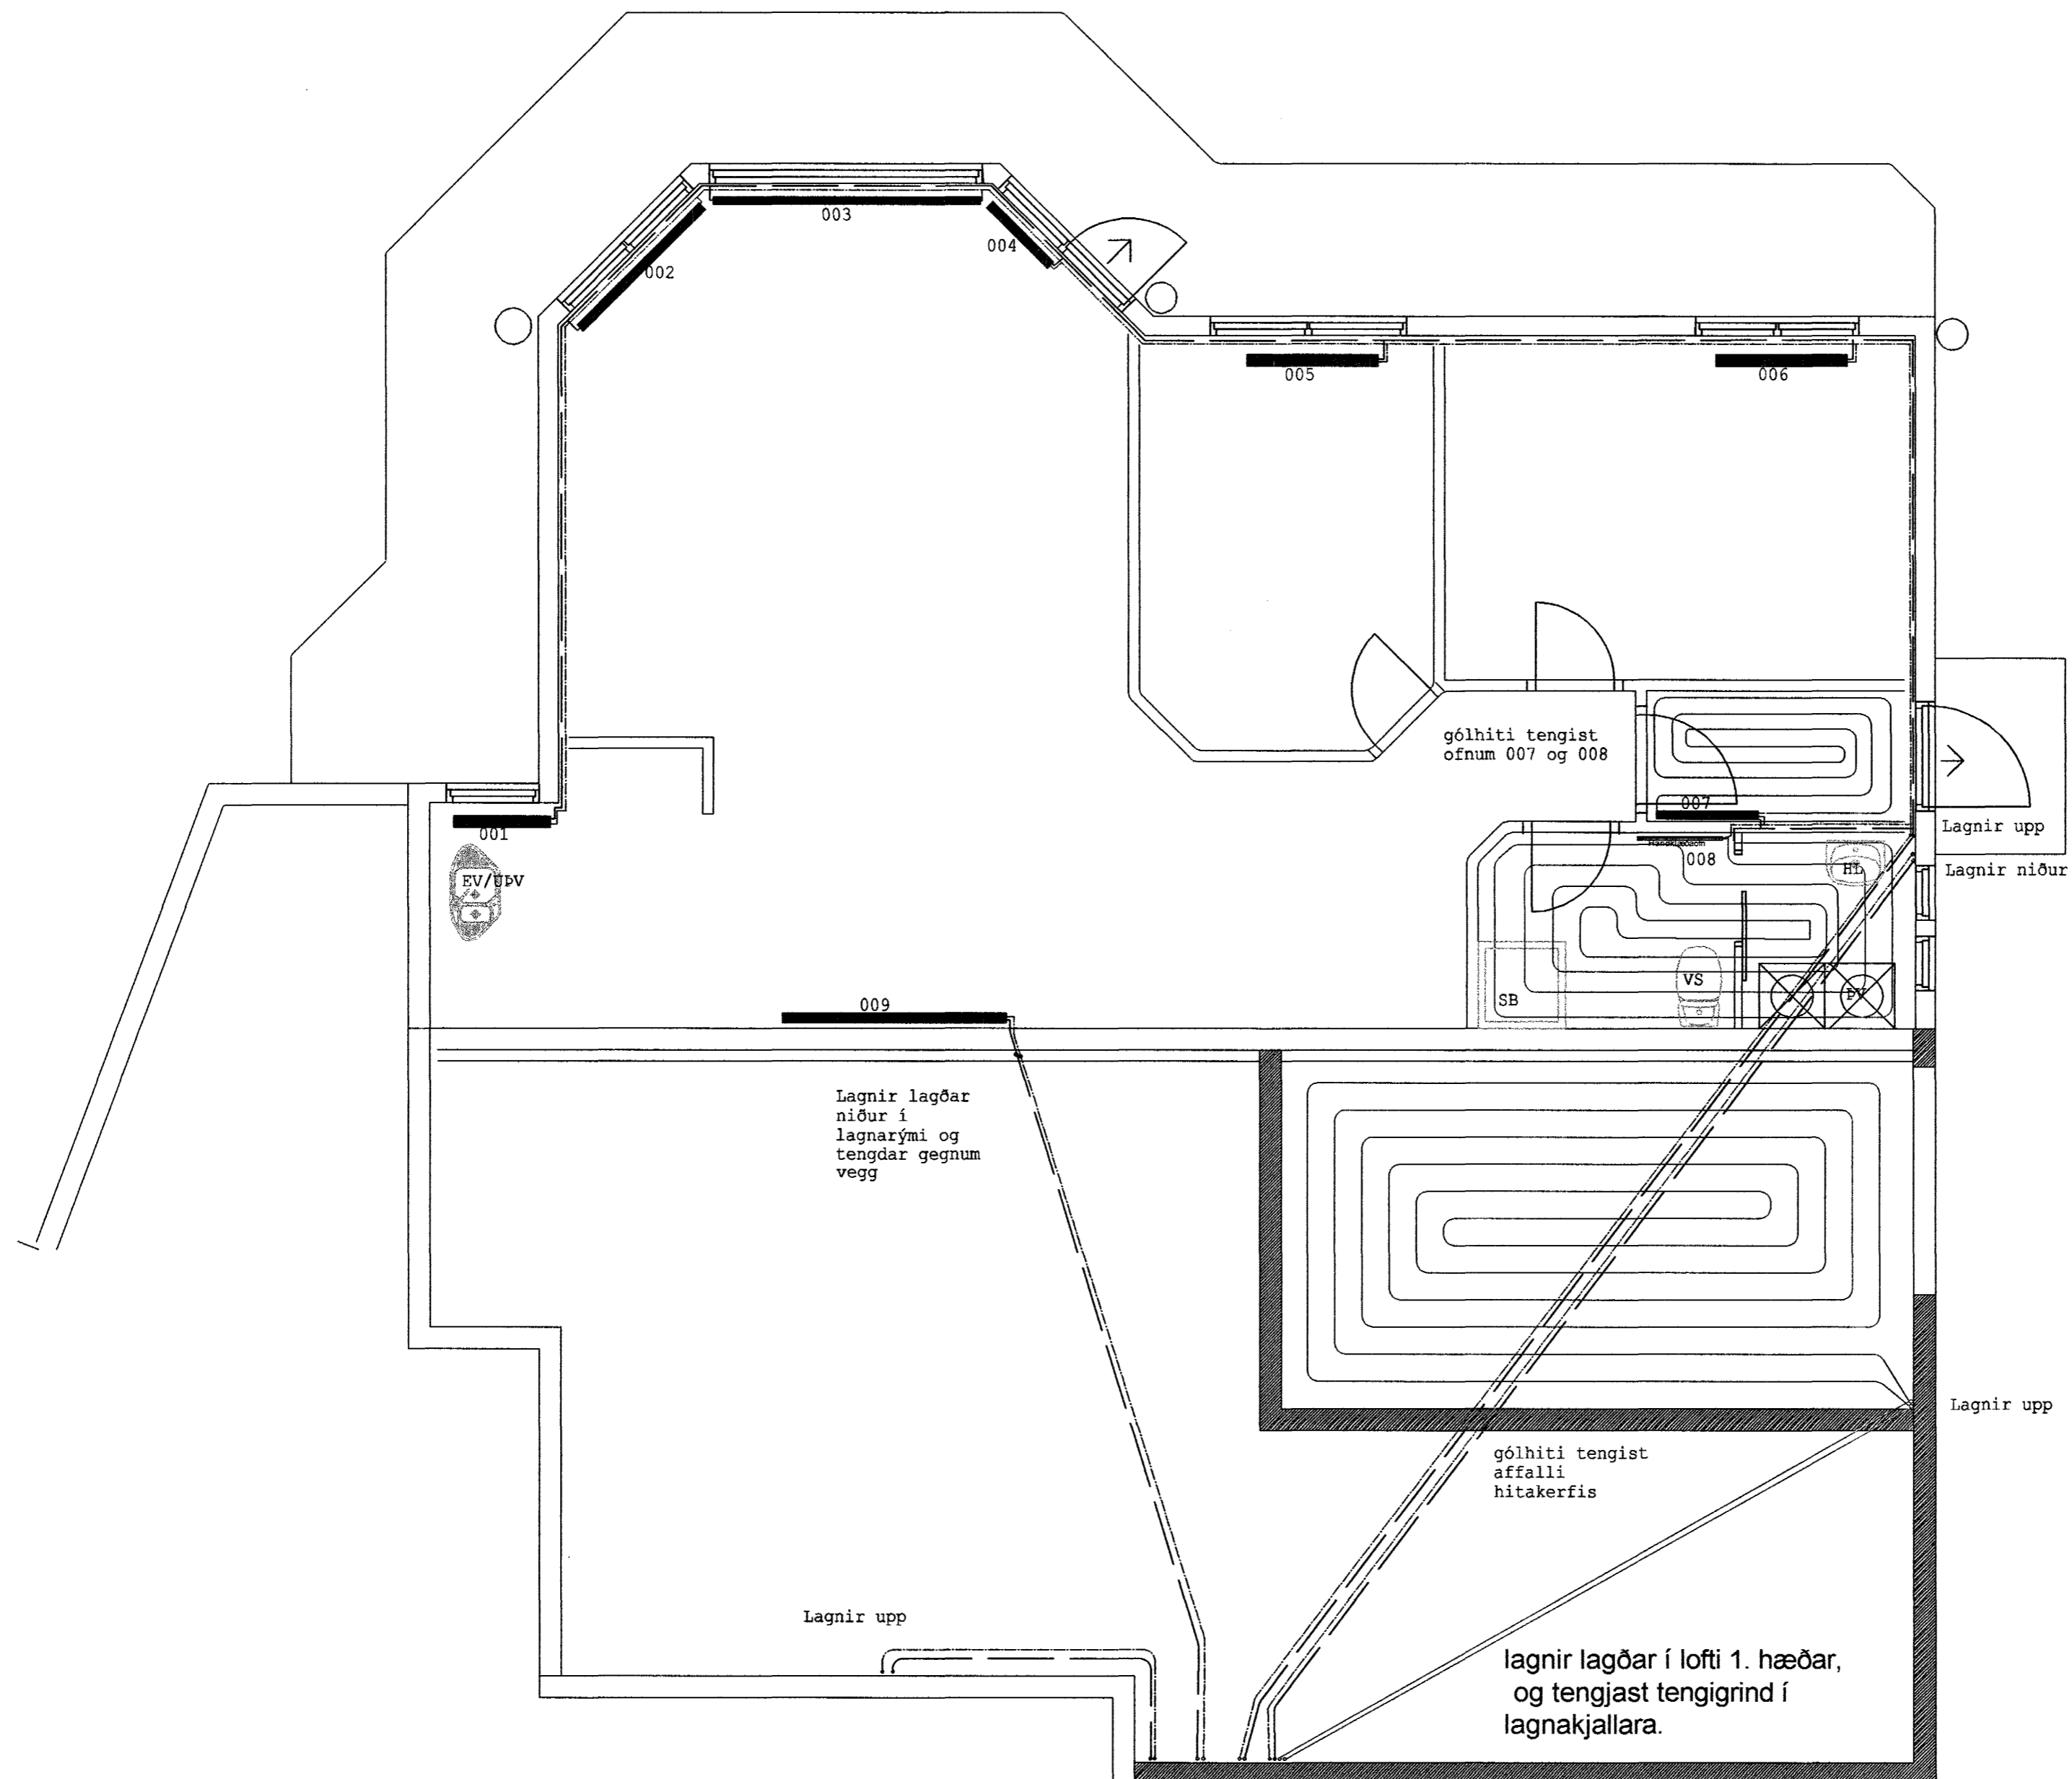 003
004
002
005
006
gólhiti tengist
ofnum 007 og 008
007
001
Lagnir upp
008
EV/UÞV
HL
Lagnir niður
VS
SB
ÞV
009
Lagnir lagðar
niður í
lagnarými og
tengdar gegnum
vegg
Lagnir upp
gólhiti tengist
affalli
hitakerfis
Lagnir upp
lagnir lagðar í lofti 1. hæðar,
og tengjast tengigrind í
lagnakjallara.